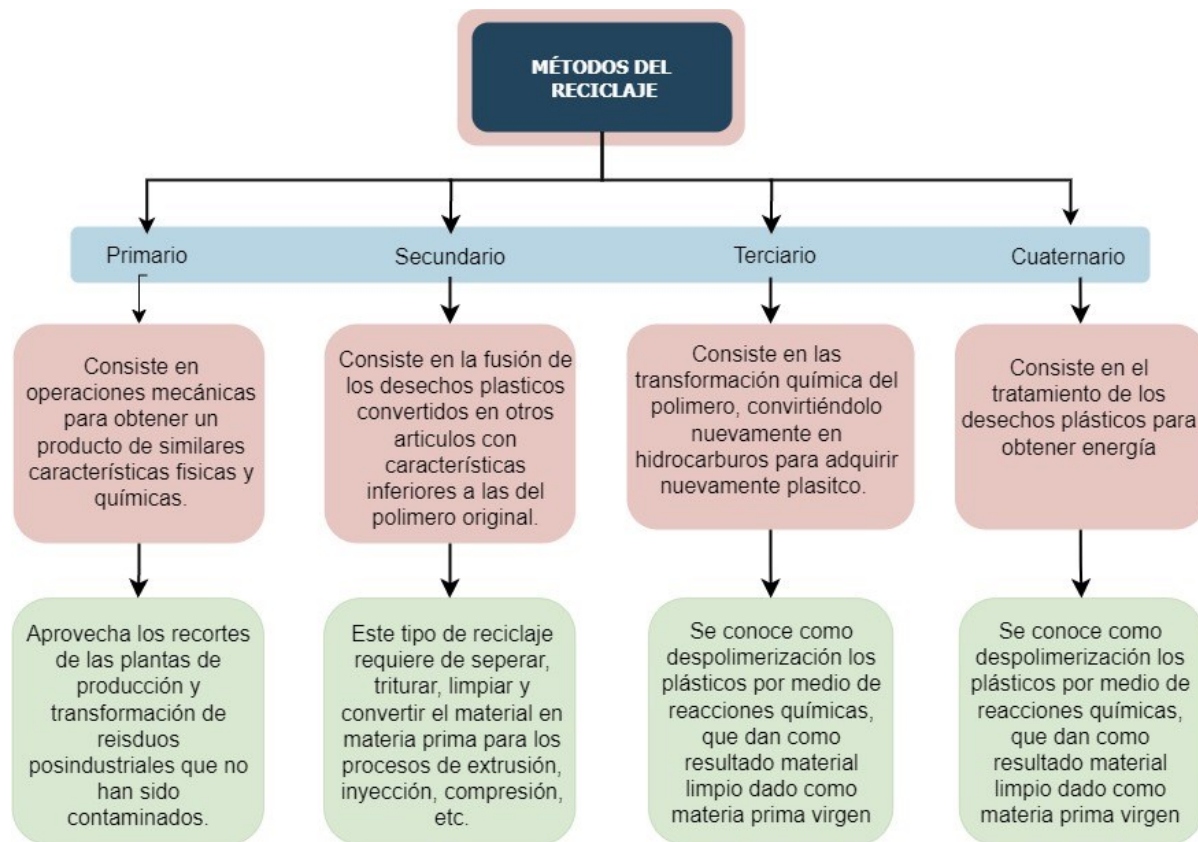 MÉTODOS DEL
RECICLAJE
Primario
Secundario
Terciario
Cuaternario
Consiste en
operaciones mecánicas
para obtener un
producto de similares
características fisicas y
químicas.
Consiste en la fusión de
los desechos plasticos
convertidos en otros
articulos con
características
inferiores a las del
polimero original.
Consiste en las
transformación química del
polimero, convirtiéndolo
nuevamente en
hidrocarburos para adquirir
nuevamente plasitco.
Consiste en el
tratamiento de los
desechos plásticos para
obtener energía
Aprovecha los recortes
de las plantas de
producción y
transformación de
reisduos
posindustriales que no
han sido
contaminados.
Este tipo de reciclaje
requiere de seperar,
triturar, limpiar y
convertir el material en
materia prima para los
procesos de extrusión,
inyección, compresión,
etc.
Se conoce como
despolimerización los
plásticos por medio de
reacciones químicas,
que dan como
resultado material
limpio dado como
materia prima virgen
Se conoce como
despolimerización los
plásticos por medio de
reacciones químicas,
que dan como
resultado material
limpio dado como
materia prima virgen